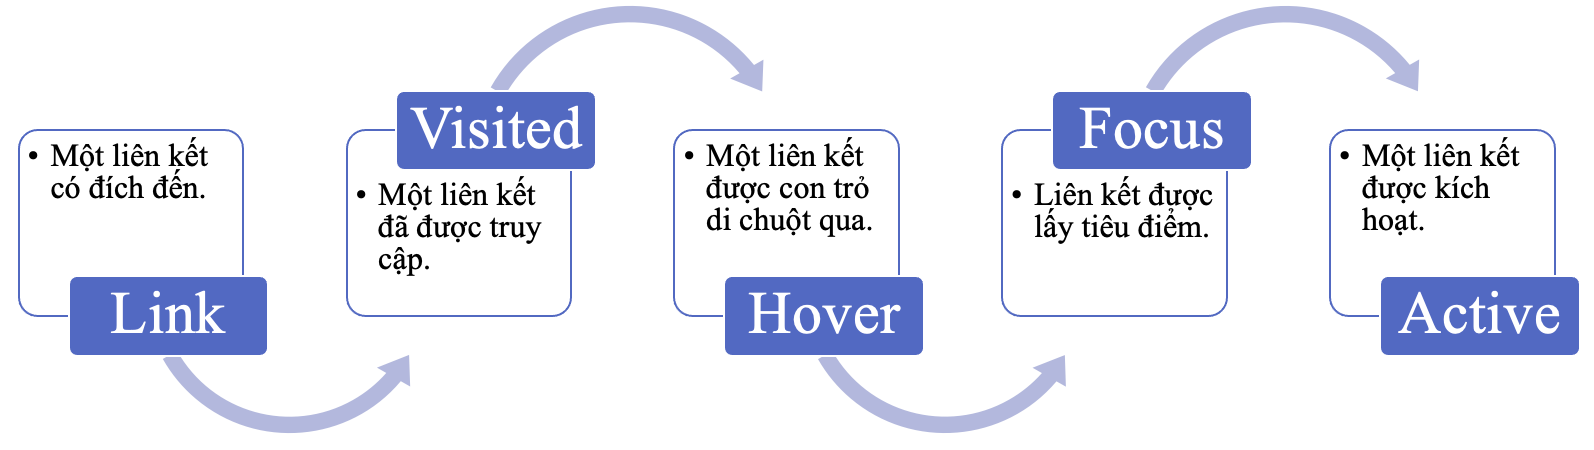 • Một liên kết
có đích đến.
Link
Visited
• Một liên kết
đã được truy
cập.
• Một liên kết
được con trỏ
di chuột qua.
Hover
Focus
• Liên kết được
lấy tiêu điểm.
• Một liên kết
được kích
hoạt.
Active